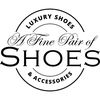 LUXURY SHOES
A Fine Pair of
SHOES
& ACCESSORIES